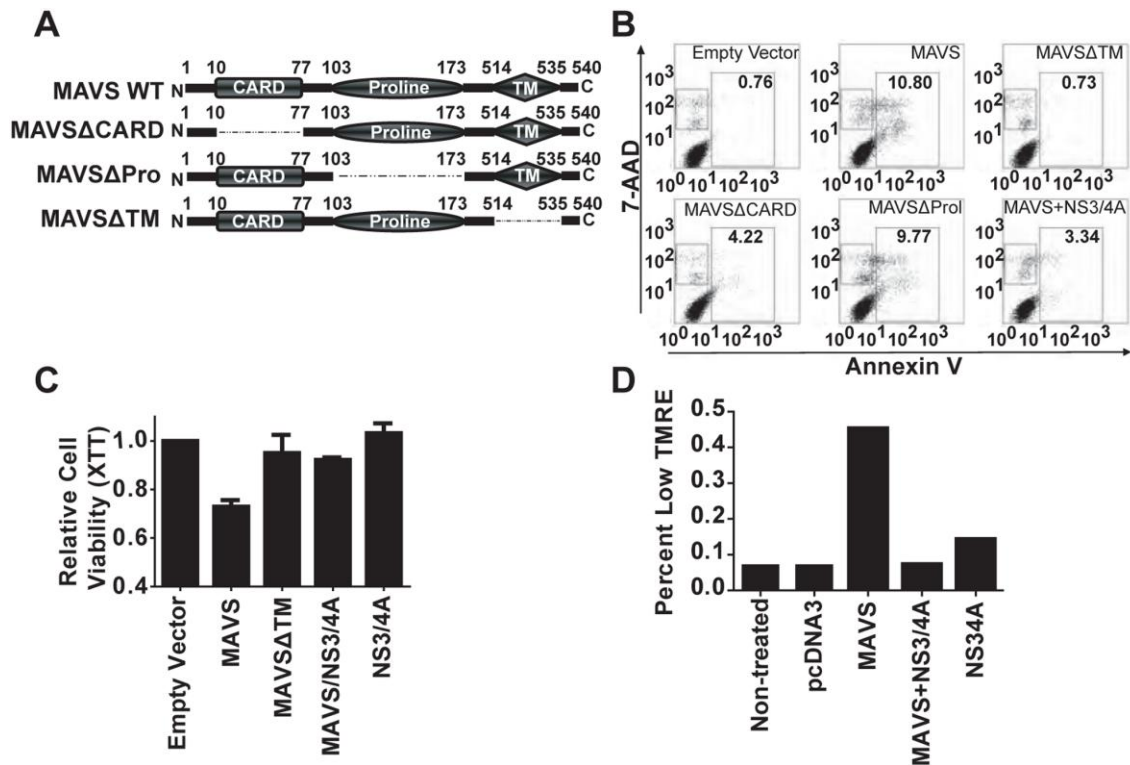 A
1 10 77 103 173 514 535 540
MAVS WT N CARD Proline TM C
1 10 77 103 173 514 535 540
MAVSΔCARD N Proline TM C
1 10 77 103 173 514 535 540
MAVSΔPro N CARD TM C
1 10 77 103 173 514 535 540
MAVSΔTM N CARD Proline C
B
7-AAD
Empty Vector
0.76
10³
10²
10¹
10⁰ 10¹ 10² 10³
MAVS
10.80
10³
10²
10¹
10⁰ 10¹ 10² 10³
MAVSΔTM
0.73
10³
10²
10¹
10⁰ 10¹ 10² 10³
MAVSΔCARD
4.22
10³
10²
10¹
10⁰ 10¹ 10² 10³
MAVSΔProl
9.77
10³
10²
10¹
10⁰ 10¹ 10² 10³
MAVS+NS3/4A
3.34
10³
10²
10¹
10⁰ 10¹ 10² 10³
Annexin V
C
Relative Cell
Viability (XTT)
1.0
0.8
0.6
0.4
Empty Vector
MAVS
MAVSΔTM
MAVS/NS3/4A
NS3/4A
D
Percent Low TMRE
0.5
0.4
0.3
0.2
0.1
0.0
Non-treated
pcDNA3
MAVS
MAVS+NS3/4A
NS34A